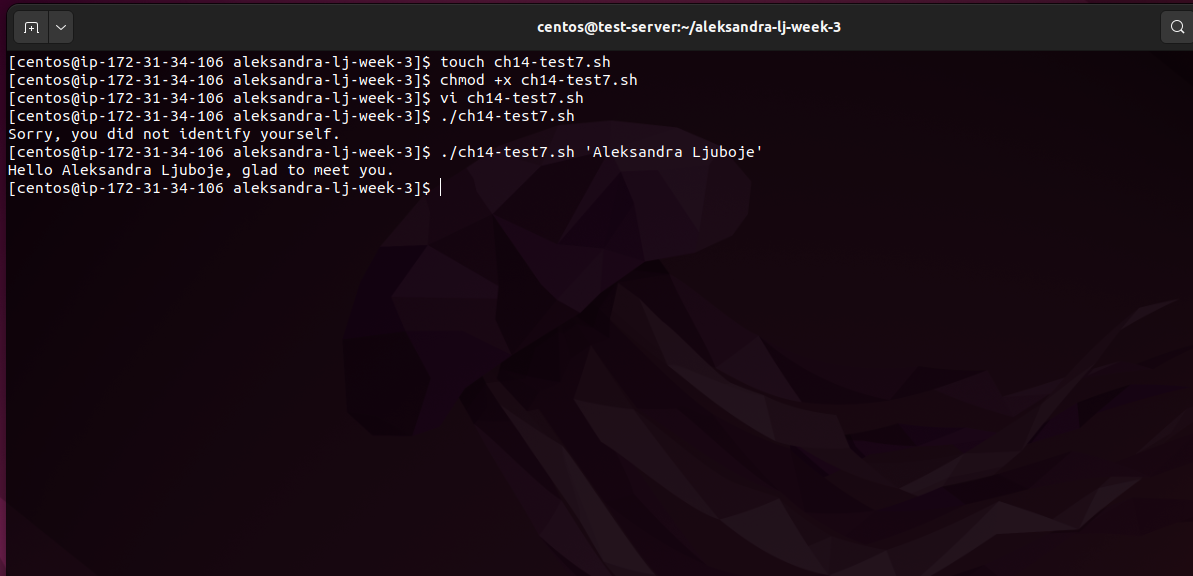 centos@test-server:~/aleksandra-lj-week-3
[centos@ip-172-31-34-106 aleksandra-lj-week-3]$ touch ch14-test7.sh
[centos@ip-172-31-34-106 aleksandra-lj-week-3]$ chmod +x ch14-test7.sh
[centos@ip-172-31-34-106 aleksandra-lj-week-3]$ vi ch14-test7.sh
[centos@ip-172-31-34-106 aleksandra-lj-week-3]$ ./ch14-test7.sh
Sorry, you did not identify yourself.
[centos@ip-172-31-34-106 aleksandra-lj-week-3]$ ./ch14-test7.sh 'Aleksandra Ljuboje'
Hello Aleksandra Ljuboje, glad to meet you.
[centos@ip-172-31-34-106 aleksandra-lj-week-3]$